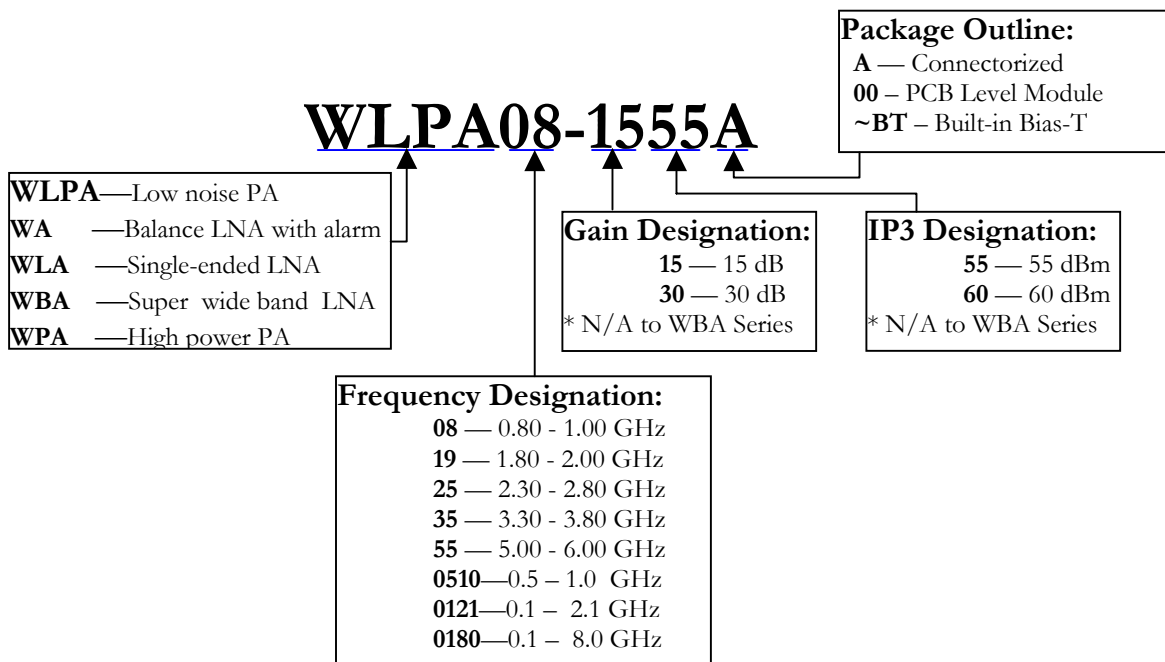 Package Outline:
A — Connectorized
00 – PCB Level Module
~BT – Built-in Bias-T
WLPA08-1555A
WLPA—Low noise PA
WA —Balance LNA with alarm
WLA —Single-ended LNA
WBA —Super wide band LNA
WPA —High power PA
Gain Designation:
15 — 15 dB
30 — 30 dB
* N/A to WBA Series
IP3 Designation:
55 — 55 dBm
60 — 60 dBm
* N/A to WBA Series
Frequency Designation:
08 — 0.80 - 1.00 GHz
19 — 1.80 - 2.00 GHz
25 — 2.30 - 2.80 GHz
35 — 3.30 - 3.80 GHz
55 — 5.00 - 6.00 GHz
0510—0.5 – 1.0 GHz
0121—0.1 – 2.1 GHz
0180—0.1 – 8.0 GHz